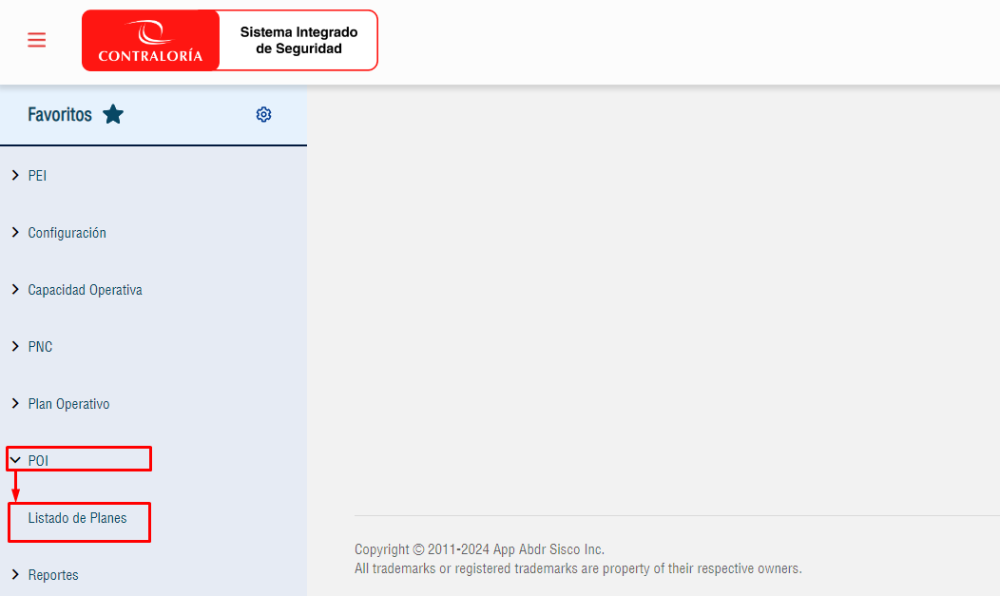 CONTRALORÍA
Sistema Integrado
de Seguridad
Favoritos
PEI
Configuración
Capacidad Operativa
PNC
Plan Operativo
POI
Listado de Planes
Reportes
Copyright © 2011-2024 App Abdr Sisco Inc.
All trademarks or registered trademarks are property of their respective owners.